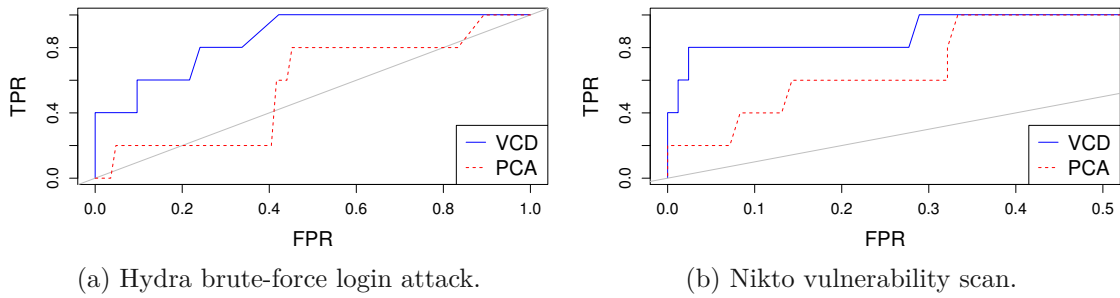 TPR
0.0 0.4 0.8
VCD
PCA
0.0 0.2 0.4 0.6 0.8 1.0
FPR
(a) Hydra brute-force login attack.
TPR
0.0 0.4 0.8
VCD
PCA
0.0 0.1 0.2 0.3 0.4 0.5
FPR
(b) Nikto vulnerability scan.